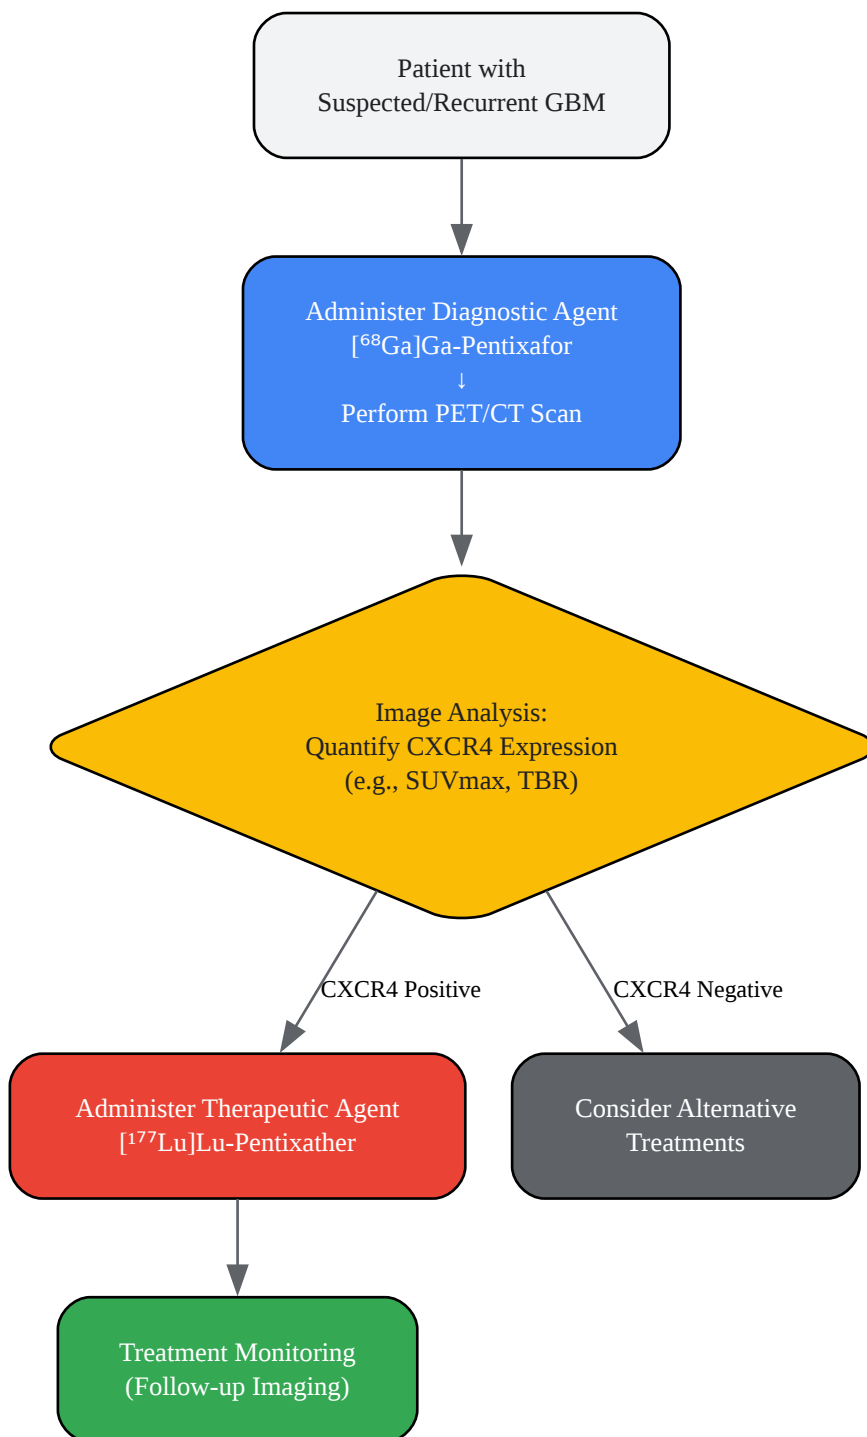 Patient with
Suspected/Recurrent GBM
Administer Diagnostic Agent
[⁶⁸Ga]Ga-Pentixafor
↓
Perform PET/CT Scan
Image Analysis:
Quantify CXCR4 Expression
(e.g., SUVmax, TBR)
CXCR4 Positive
CXCR4 Negative
Administer Therapeutic Agent
[¹⁷⁷Lu]Lu-Pentixather
Consider Alternative
Treatments
Treatment Monitoring
(Follow-up Imaging)